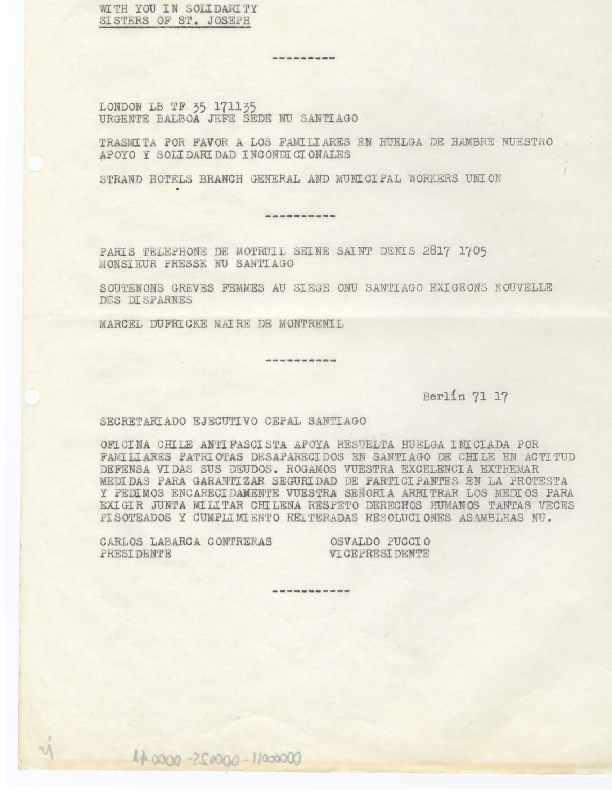 WITH YOU IN SOLIDARITY
SISTERS OF ST. JOSEPH
----------
LONDON LB TF 35 171135
URGENTE BALBOA JEFE SEDE NU SANTIAGO
TRASMITA POR FAVOR A LOS FAMILIARES EN HUELGA DE HAMBRE NUESTRO
APOYO Y SOLIDARIDAD INCONDICIONALES
STRAND HOTELS BRANCH GENERAL AND MUNICIPAL WORKERS UNION
-----------
PARIS TELEPHONE DE MOTRUIL SEINE SAINT DENIS 2817 1705
MONSIEUR PRESSE NU SANTIAGO
SOUTENONS GREVES FEMMES AU SIEGE ONU SANTIAGO EXIGEONS NOUVELLE
DES DISPARNES
MARCEL DUFRICKE MAIRE DE MONTRENIL
-----------
Berlín 71 17
SECRETARIADO EJECUTIVO CEPAL SANTIAGO
OFICINA CHILE ANTIFASCISTA APOYA RESUELTA HUELGA INICIADA POR
FAMILIARES PATRIOTAS DESAPARECIDOS EN SANTIAGO DE CHILE EN ACTITUD
DEFENSA VIDAS SUS DEUDOS. ROGAMOS VUESTRA EXCELENCIA EXTREMAR
MEDIDAS PARA GARANTIZAR SEGURIDAD DE PARTICIPANTES EN LA PROTESTA
Y PEDIMOS ENCARECIDAMENTE VUESTRA SEÑORIA ARBITRAR LOS MEDIOS PARA
EXIGIR JUNTA MILITAR CHILENA RESPETO DERECHOS HUMANOS TANTAS VECES
PISOTEADOS Y CUMPLIMIENTO REITERADAS RESOLUCIONES ASAMBLEAS NU.
CARLOS LABARCA CONTRERAS OSVALDO PUCCIO
PRESIDENTE VICEPRESIDENTE
------------